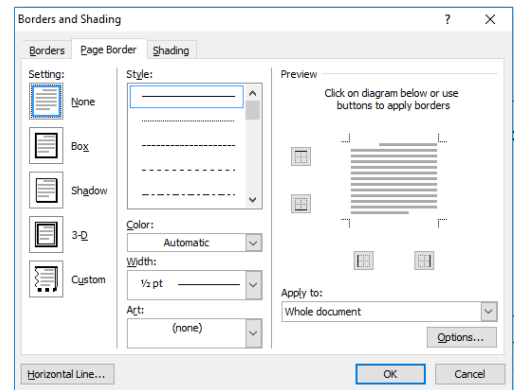 Borders and Shading
? 
Borders
Page Border
Shading
Setting:
None
Box
Shadow
3-D
Custom
Style:
Color:
Automatic
Width:
½ pt
Art:
(none)
Preview
Click on diagram below or use
buttons to apply borders
Apply to:
Whole document
Options...
Horizontal Line...
OK
Cancel